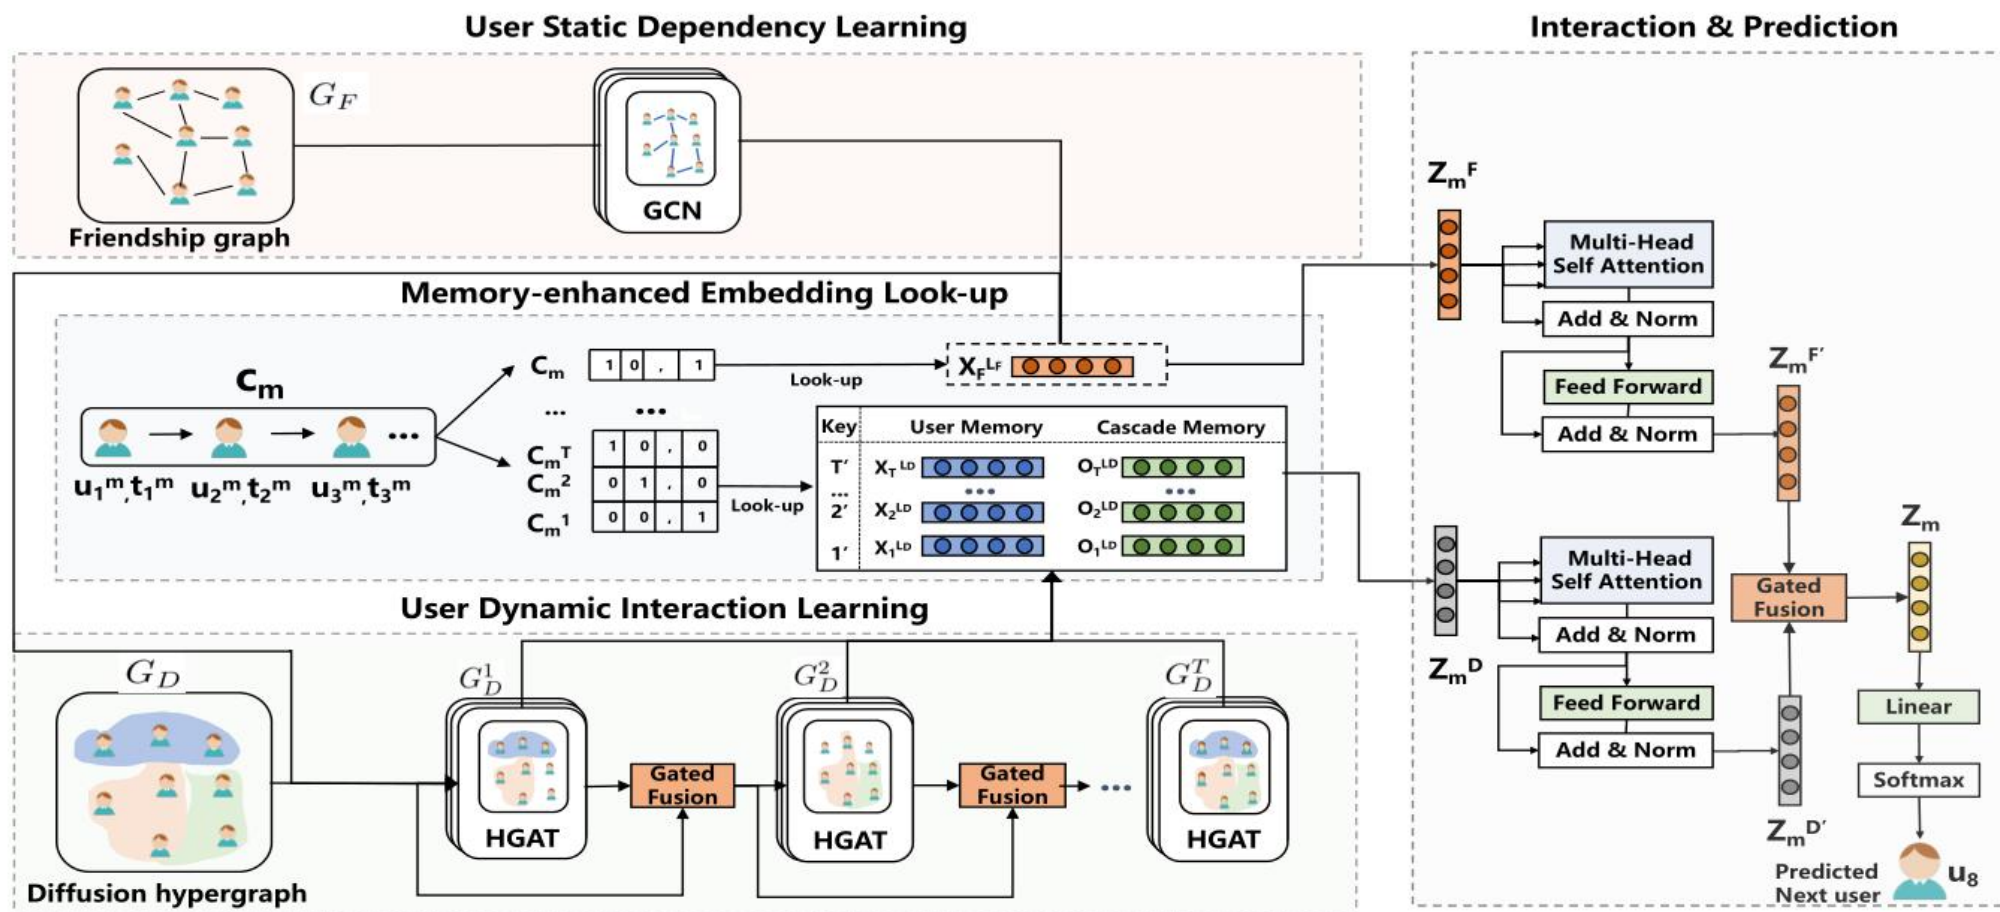 User Static Dependency Learning
G_F
Friendship graph
GCN
Memory-enhanced Embedding Look-up
C_m
u_1^m,t_1^m u_2^m,t_2^m u_3^m,t_3^m
...
C_m
1 0 , 1
Look-up
X_F^{L_F}
... ...
C_m^T
1 0 , 0
C_m^2
0 1 , 0
C_m^1
0 0 , 1
Look-up
Key User Memory Cascade Memory
T′ X_T^{LD} O_T^{LD}
... ... ...
2′ X_2^{LD} O_2^{LD}
1′ X_1^{LD} O_1^{LD}
User Dynamic Interaction Learning
G_D
Diffusion hypergraph
G_D^1
HGAT
Gated
Fusion
G_D^2
HGAT
Gated
Fusion
...
G_D^T
HGAT
Interaction & Prediction
Z_m^F
Multi-Head
Self Attention
Add & Norm
Feed Forward
Add & Norm
Z_m^{F′}
Z_m^D
Multi-Head
Self Attention
Add & Norm
Feed Forward
Add & Norm
Z_m^{D′}
Gated
Fusion
Z_m
Linear
Softmax
Predicted
Next user
u_8